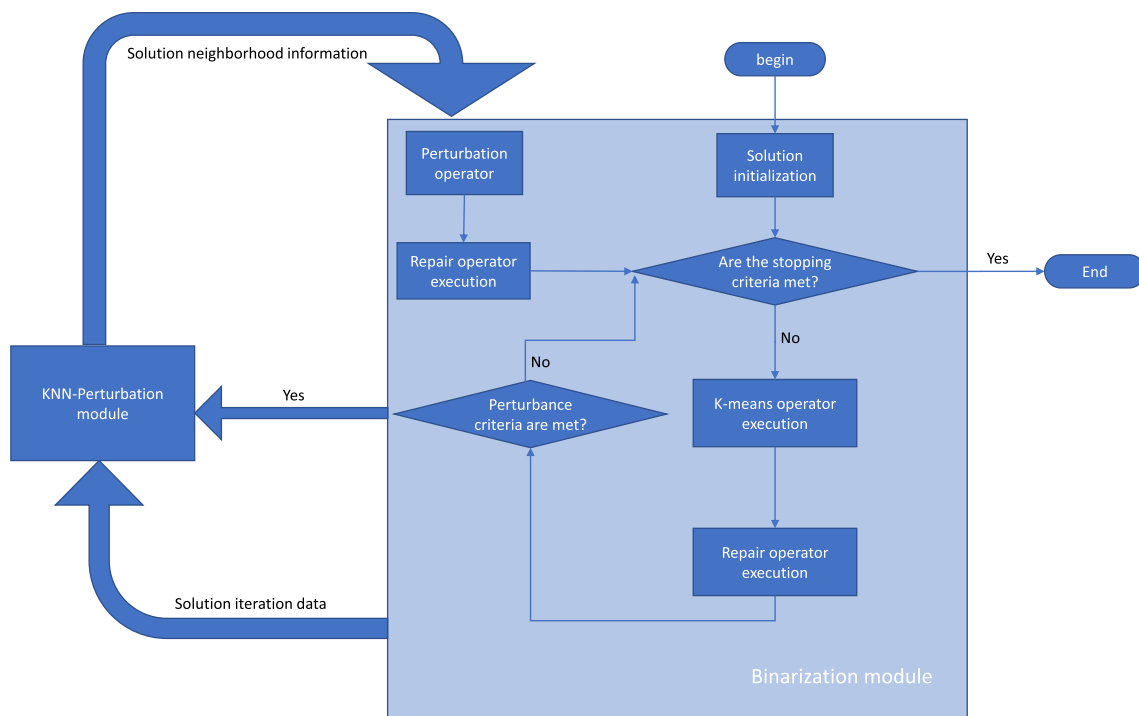 Solution neighborhood information
begin
Perturbation
operator
Solution
initialization
Repair operator
execution
Are the stopping
criteria met?
Yes
End
No
No
KNN-Perturbation
module
Yes
Perturbance
criteria are met?
K-means operator
execution
Repair operator
execution
Solution iteration data
Binarization module